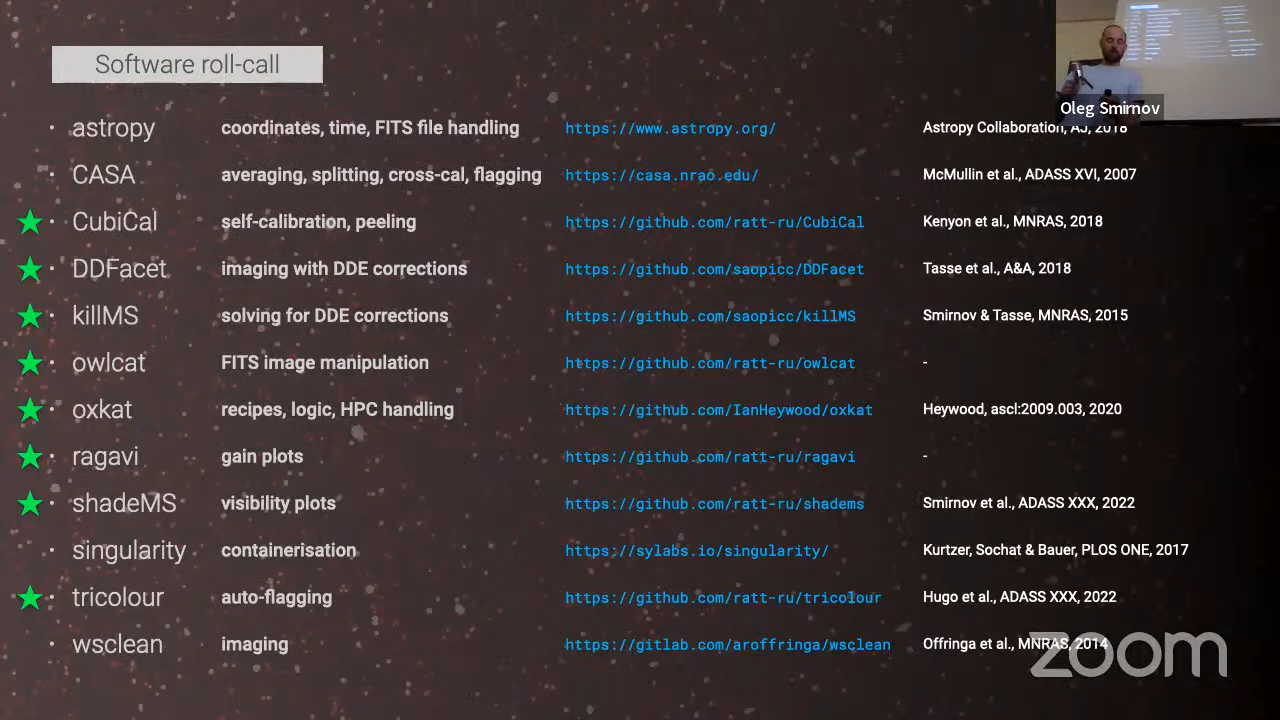 Software roll-call
Oleg Smirnov
· astropy coordinates, time, FITS file handling https://www.astropy.org/ Astropy Collaboration, AJ, 2018
· CASA averaging, splitting, cross-cal, flagging https://casa.nrao.edu/ McMullin et al., ADASS XVI, 2007
· CubiCal self-calibration, peeling https://github.com/ratt-ru/CubiCal Kenyon et al., MNRAS, 2018
· DDFacet imaging with DDE corrections https://github.com/saopicc/DDFacet Tasse et al., A&A, 2018
· killMS solving for DDE corrections https://github.com/saopicc/killMS Smirnov & Tasse, MNRAS, 2015
· owlcat FITS image manipulation https://github.com/ratt-ru/owlcat -
· oxkat recipes, logic, HPC handling https://github.com/IanHeywood/oxkat Heywood, ascl:2009.003, 2020
· ragavi gain plots https://github.com/ratt-ru/ragavi -
· shadeMS visibility plots https://github.com/ratt-ru/shadems Smirnov et al., ADASS XXX, 2022
· singularity containerisation https://sylabs.io/singularity/ Kurtzer, Sochat & Bauer, PLOS ONE, 2017
· tricolour auto-flagging https://github.com/ratt-ru/tricolour Hugo et al., ADASS XXX, 2022
· wsclean imaging https://gitlab.com/aroffringa/wsclean Offringa et al., MNRAS, 2014
zoom